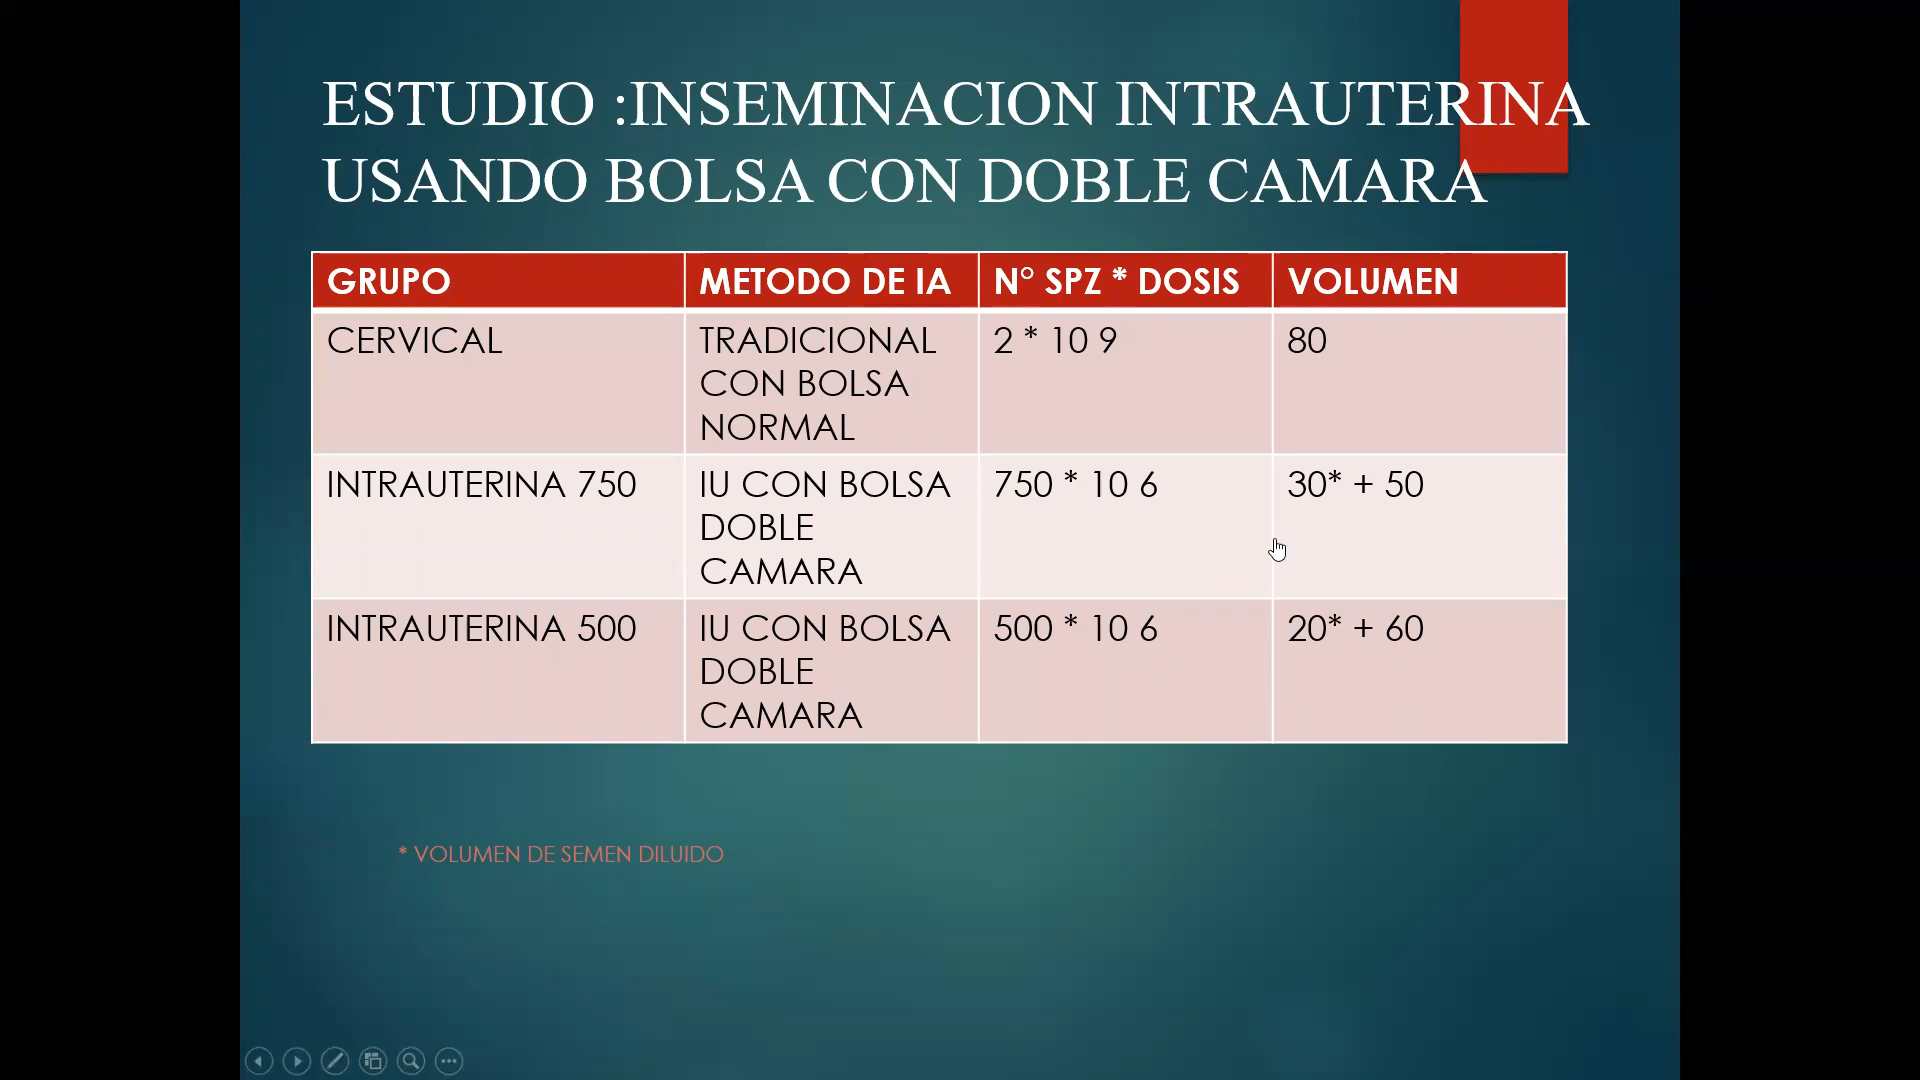 ESTUDIO :INSEMINACION INTRAUTERINA
USANDO BOLSA CON DOBLE CAMARA
GRUPO METODO DE IA N° SPZ * DOSIS VOLUMEN
CERVICAL TRADICIONAL 2 * 10 9 80
CON BOLSA
NORMAL
INTRAUTERINA 750 IU CON BOLSA 750 * 10 6 30* + 50
DOBLE
CAMARA
INTRAUTERINA 500 IU CON BOLSA 500 * 10 6 20* + 60
DOBLE
CAMARA
* VOLUMEN DE SEMEN DILUIDO